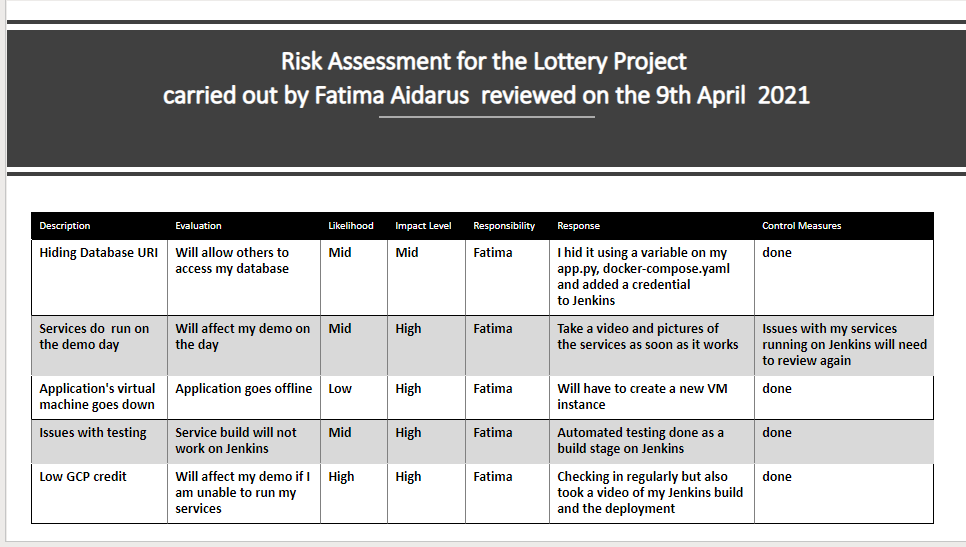 Risk Assessment for the Lottery Project
carried out by Fatima Aidarus reviewed on the 9th April 2021
Description Evaluation Likelihood Impact Level Responsibility Response Control Measures
Hiding Database URI Will allow others to Mid Mid Fatima I hid it using a variable on my done
access my database app.py, docker-compose.yaml
and added a credential
to Jenkins
Services do run on Will affect my demo on Mid High Fatima Take a video and pictures of Issues with my services
the demo day the day the services as soon as it works running on Jenkins will need
to review again
Application's virtual Application goes offline Low High Fatima Will have to create a new VM done
machine goes down instance
Issues with testing Service build will not Mid High Fatima Automated testing done as a done
work on Jenkins build stage on Jenkins
Low GCP credit Will affect my demo if I High High Fatima Checking in regularly but also done
am unable to run my took a video of my Jenkins build
services and the deployment